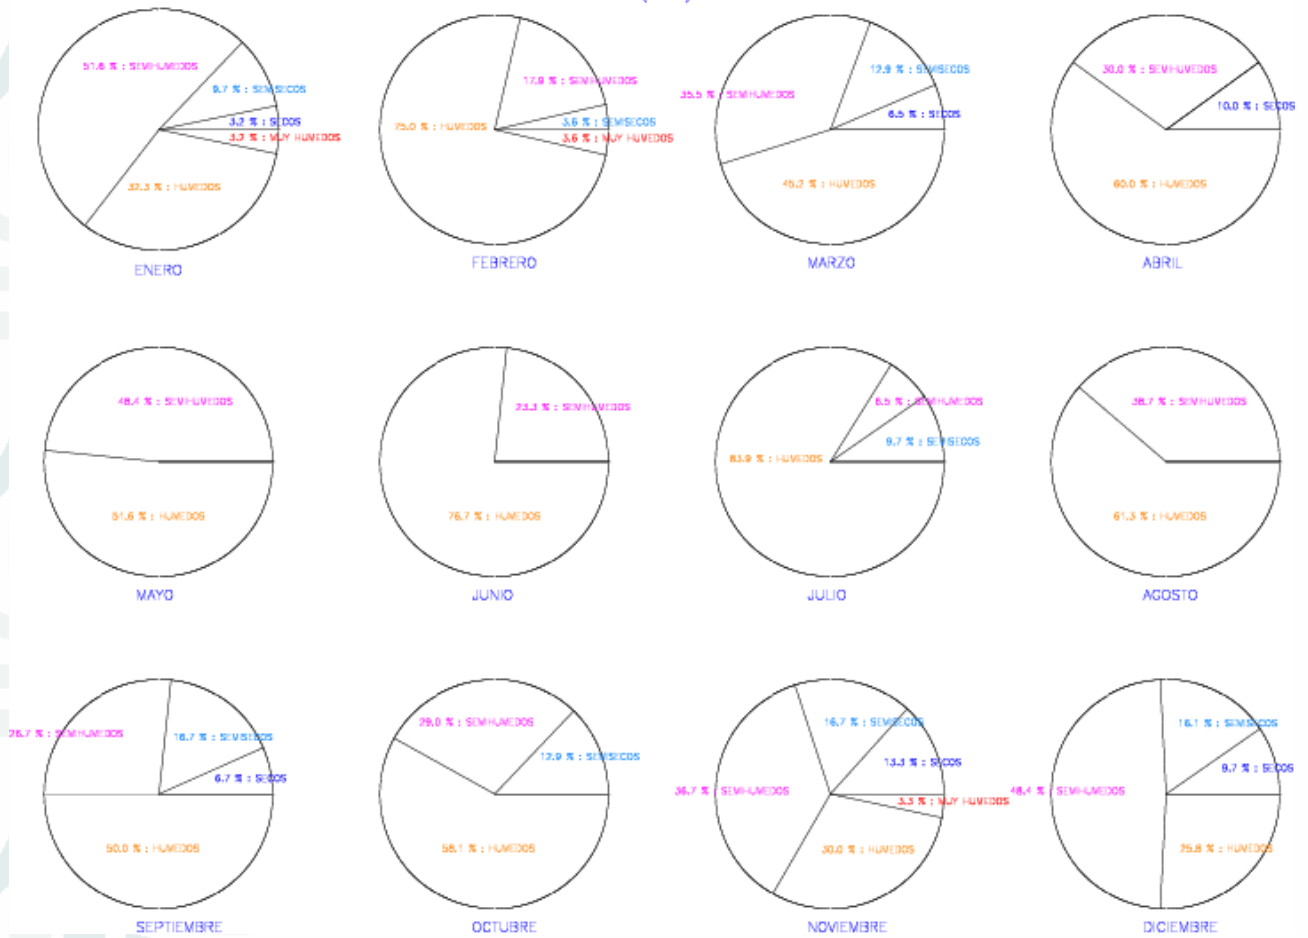 51.6 % : SEMIHUMEDOS
9.7 % : SEMISECOS
3.2 % : SECOS
3.2 % : MUY HUMEDOS
32.3 % : HUMEDOS
ENERO
17.9 % : SEMIHUMEDOS
3.6 % : SEMISECOS
75.0 % : HUMEDOS
3.6 % : MUY HUMEDOS
FEBRERO
12.9 % : SEMISECOS
35.5 % : SEMIHUMEDOS
6.5 % : SECOS
45.2 % : HUMEDOS
MARZO
30.0 % : SEMIHUMEDOS
10.0 % : SECOS
60.0 % : HUMEDOS
ABRIL
48.4 % : SEMIHUMEDOS
51.6 % : HUMEDOS
MAYO
23.3 % : SEMIHUMEDOS
76.7 % : HUMEDOS
JUNIO
6.5 % : SEMIHUMEDOS
9.7 % : SEMISECOS
83.9 % : HUMEDOS
JULIO
38.7 % : SEMIHUMEDOS
61.3 % : HUMEDOS
AGOSTO
26.7 % : SEMIHUMEDOS
16.7 % : SEMISECOS
6.7 % : SECOS
50.0 % : HUMEDOS
SEPTIEMBRE
29.0 % : SEMIHUMEDOS
12.9 % : SEMISECOS
58.1 % : HUMEDOS
OCTUBRE
16.7 % : SEMISECOS
13.3 % : SECOS
36.7 % : SEMIHUMEDOS
3.3 % : MUY HUMEDOS
30.0 % : HUMEDOS
NOVIEMBRE
16.1 % : SEMISECOS
9.7 % : SECOS
48.4 % : SEMIHUMEDOS
25.8 % : HUMEDOS
DICIEMBRE